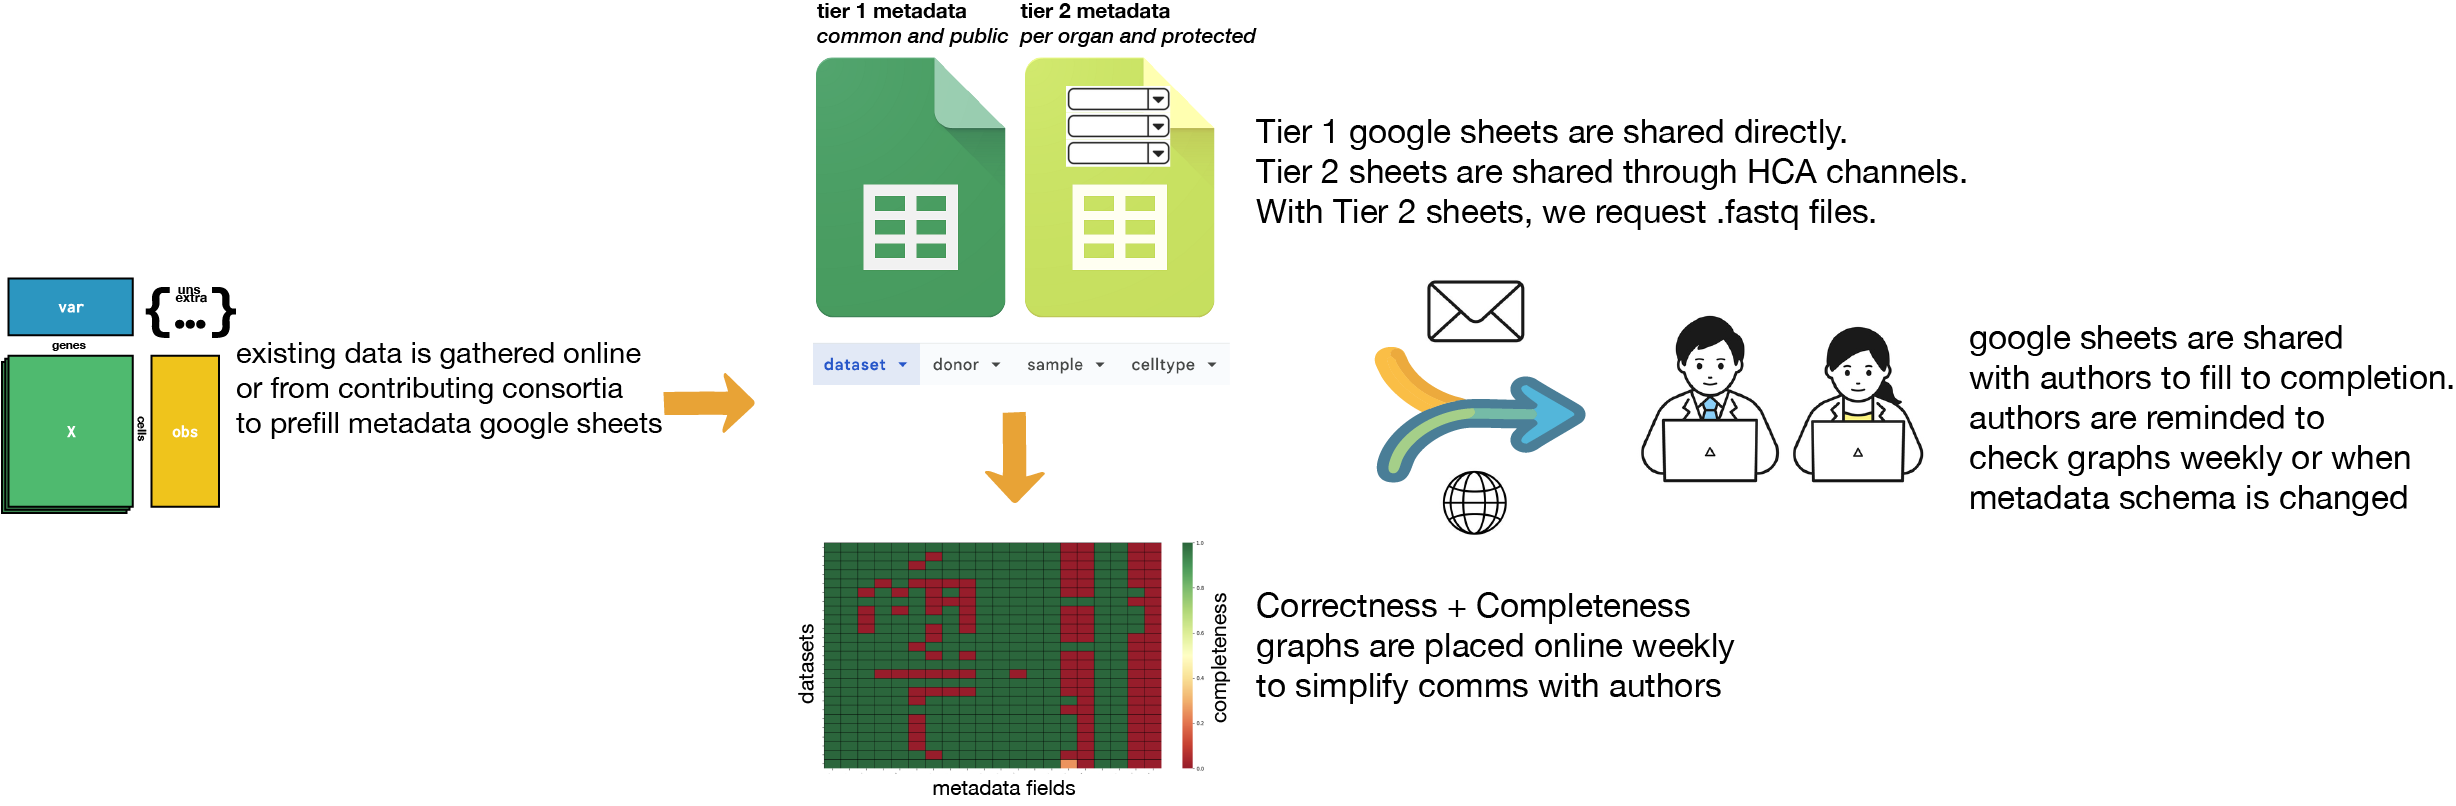 tier 1 metadata
common and public
tier 2 metadata
per organ and protected
Tier 1 google sheets are shared directly.
Tier 2 sheets are shared through HCA channels.
With Tier 2 sheets, we request .fastq files.
var
uns
extra
{...}
genes
X
cells
obs
existing data is gathered online
or from contributing consortia
to prefill metadata google sheets
dataset
donor
sample
celltype
google sheets are shared
with authors to fill to completion.
authors are reminded to
check graphs weekly or when
metadata schema is changed
datasets
metadata fields
1.0
0.8
0.6
0.4
0.2
0.0
completeness
Correctness + Completeness
graphs are placed online weekly
to simplify comms with authors